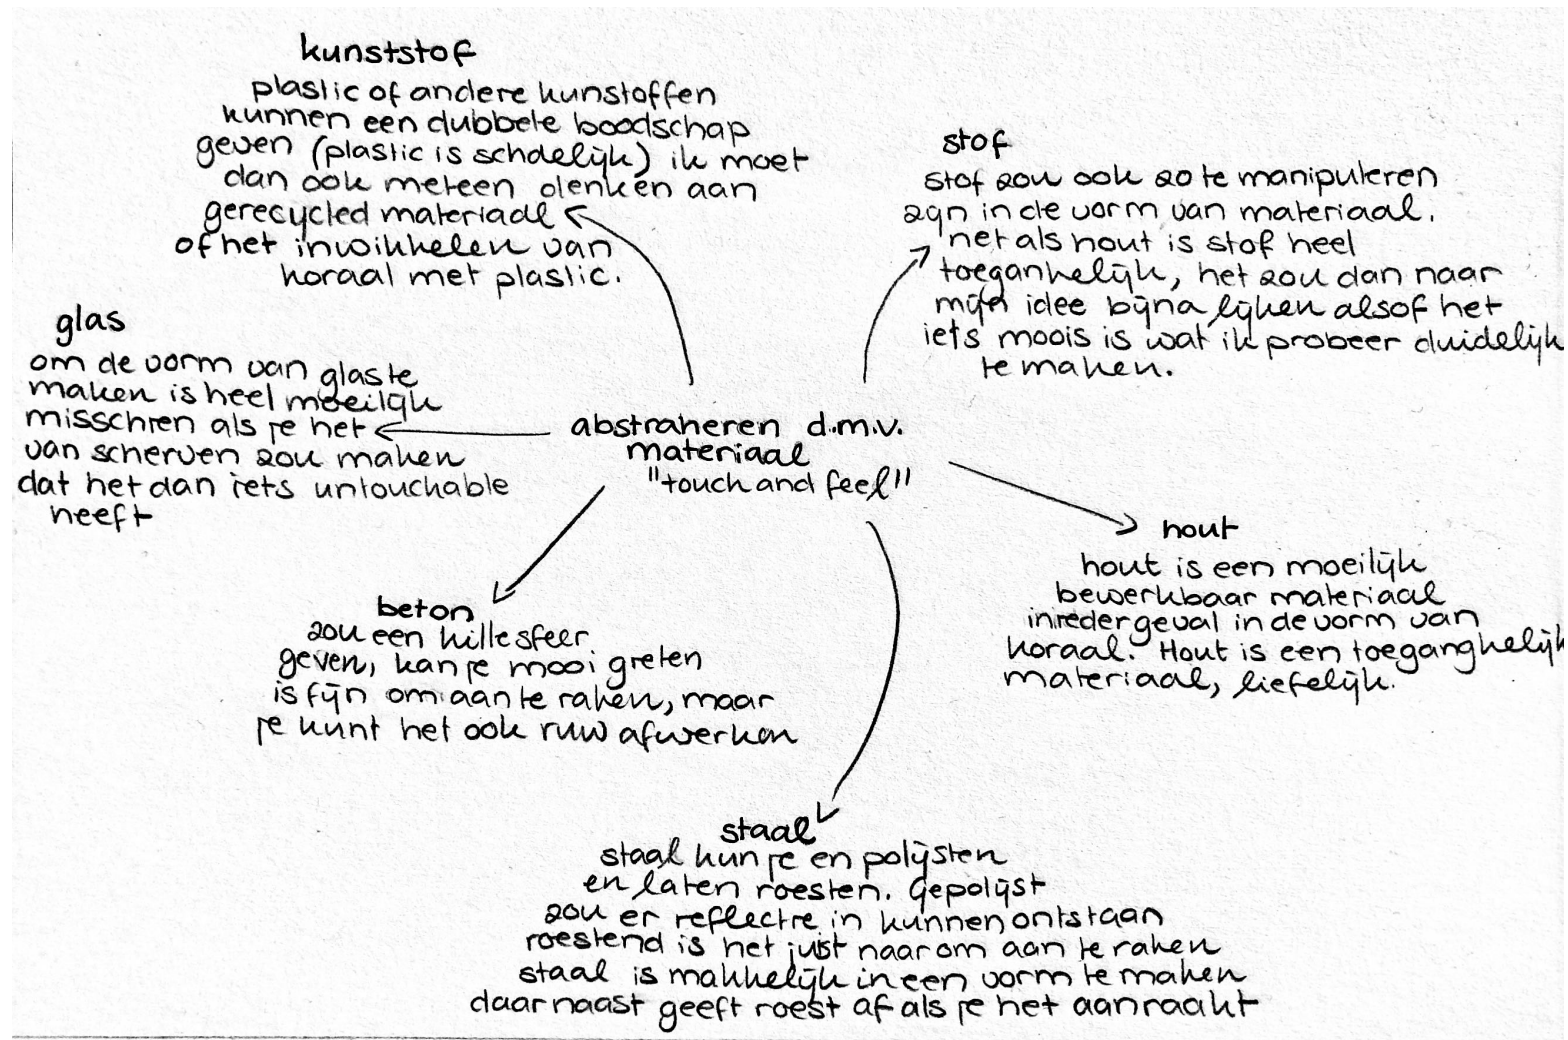 kunststof
plastic of andere kunstoffen
kunnen een dubbele boodschap
geven (plastic is schdelijk) ik moet
dan ook meteen denken aan
gerecycled materiaal
of het inwikkelen van
koraal met plastic.
stof
stof zou ook zo te manipuleren
zijn in de vorm van materiaal.
net als hout is stof heel
toegankelijk, het zou dan naar
mijn idee bijna lijken alsof het
iets moois is wat ik probeer duidelijk
te maken.
glas
om de vorm van glas te
maken is heel moeilijk
misschien als je het
van scherven zou maken
dat het dan iets untouchable
heeft
abstraheren d.m.v.
materiaal
"touch and feel"
hout
hout is een moeilijk
bewerkbaar materiaal
in ieder geval in de vorm van
koraal. Hout is een toeganghelijk
materiaal, liefelijk.
beton
zou een kille sfeer
geven, kan je mooi greten
is fijn om aan te raken, maar
je kunt het ook ruw afwerken
staal
staal kun je en polijsten
en laten roesten. Gepolijst
zou er reflectie in kunnen ontstaan
roestend is het juist naar om aan te raken
staal is makkelijk in een vorm te maken
daarnaast geeft roest af als je het aanraakt